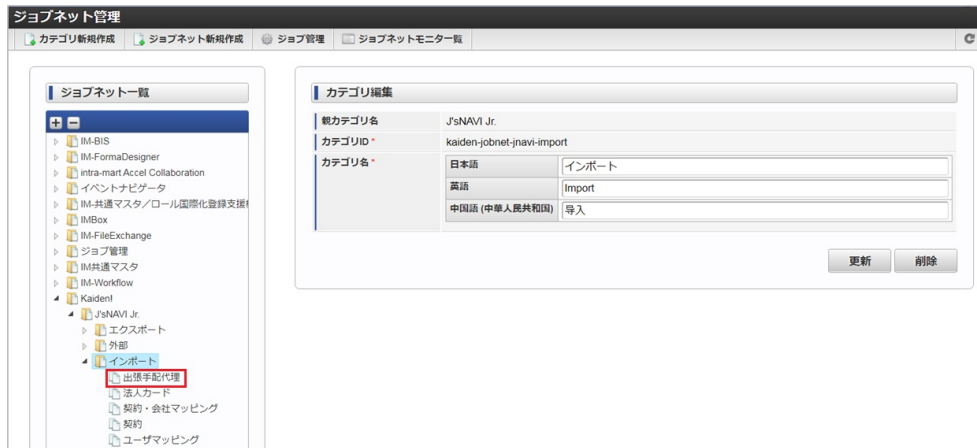 ジョブネット管理
カテゴリ新規作成 ジョブネット新規作成 ジョブ管理 ジョブネットモニタ一覧
ジョブネット一覧
IM-BIS
IM-FormaDesigner
intra-mart Accel Collaboration
イベントナビゲータ
IM-共通マスタ／ロール国際化登録支援
IMBox
IM-FileExchange
ジョブ管理
IM共通マスタ
IM-Workflow
Kaiden!
J'sNAVI Jr.
エクスポート
外部
インポート
出張手配代理
法人カード
契約・会社マッピング
契約
ユーザマッピング
カテゴリ編集
親カテゴリ名 J'sNAVI Jr.
カテゴリID * kaiden-jobnet-jnavi-import
カテゴリ名 * 日本語 インポート
英語 Import
中国語 (中華人民共和国) 导入
更新 削除